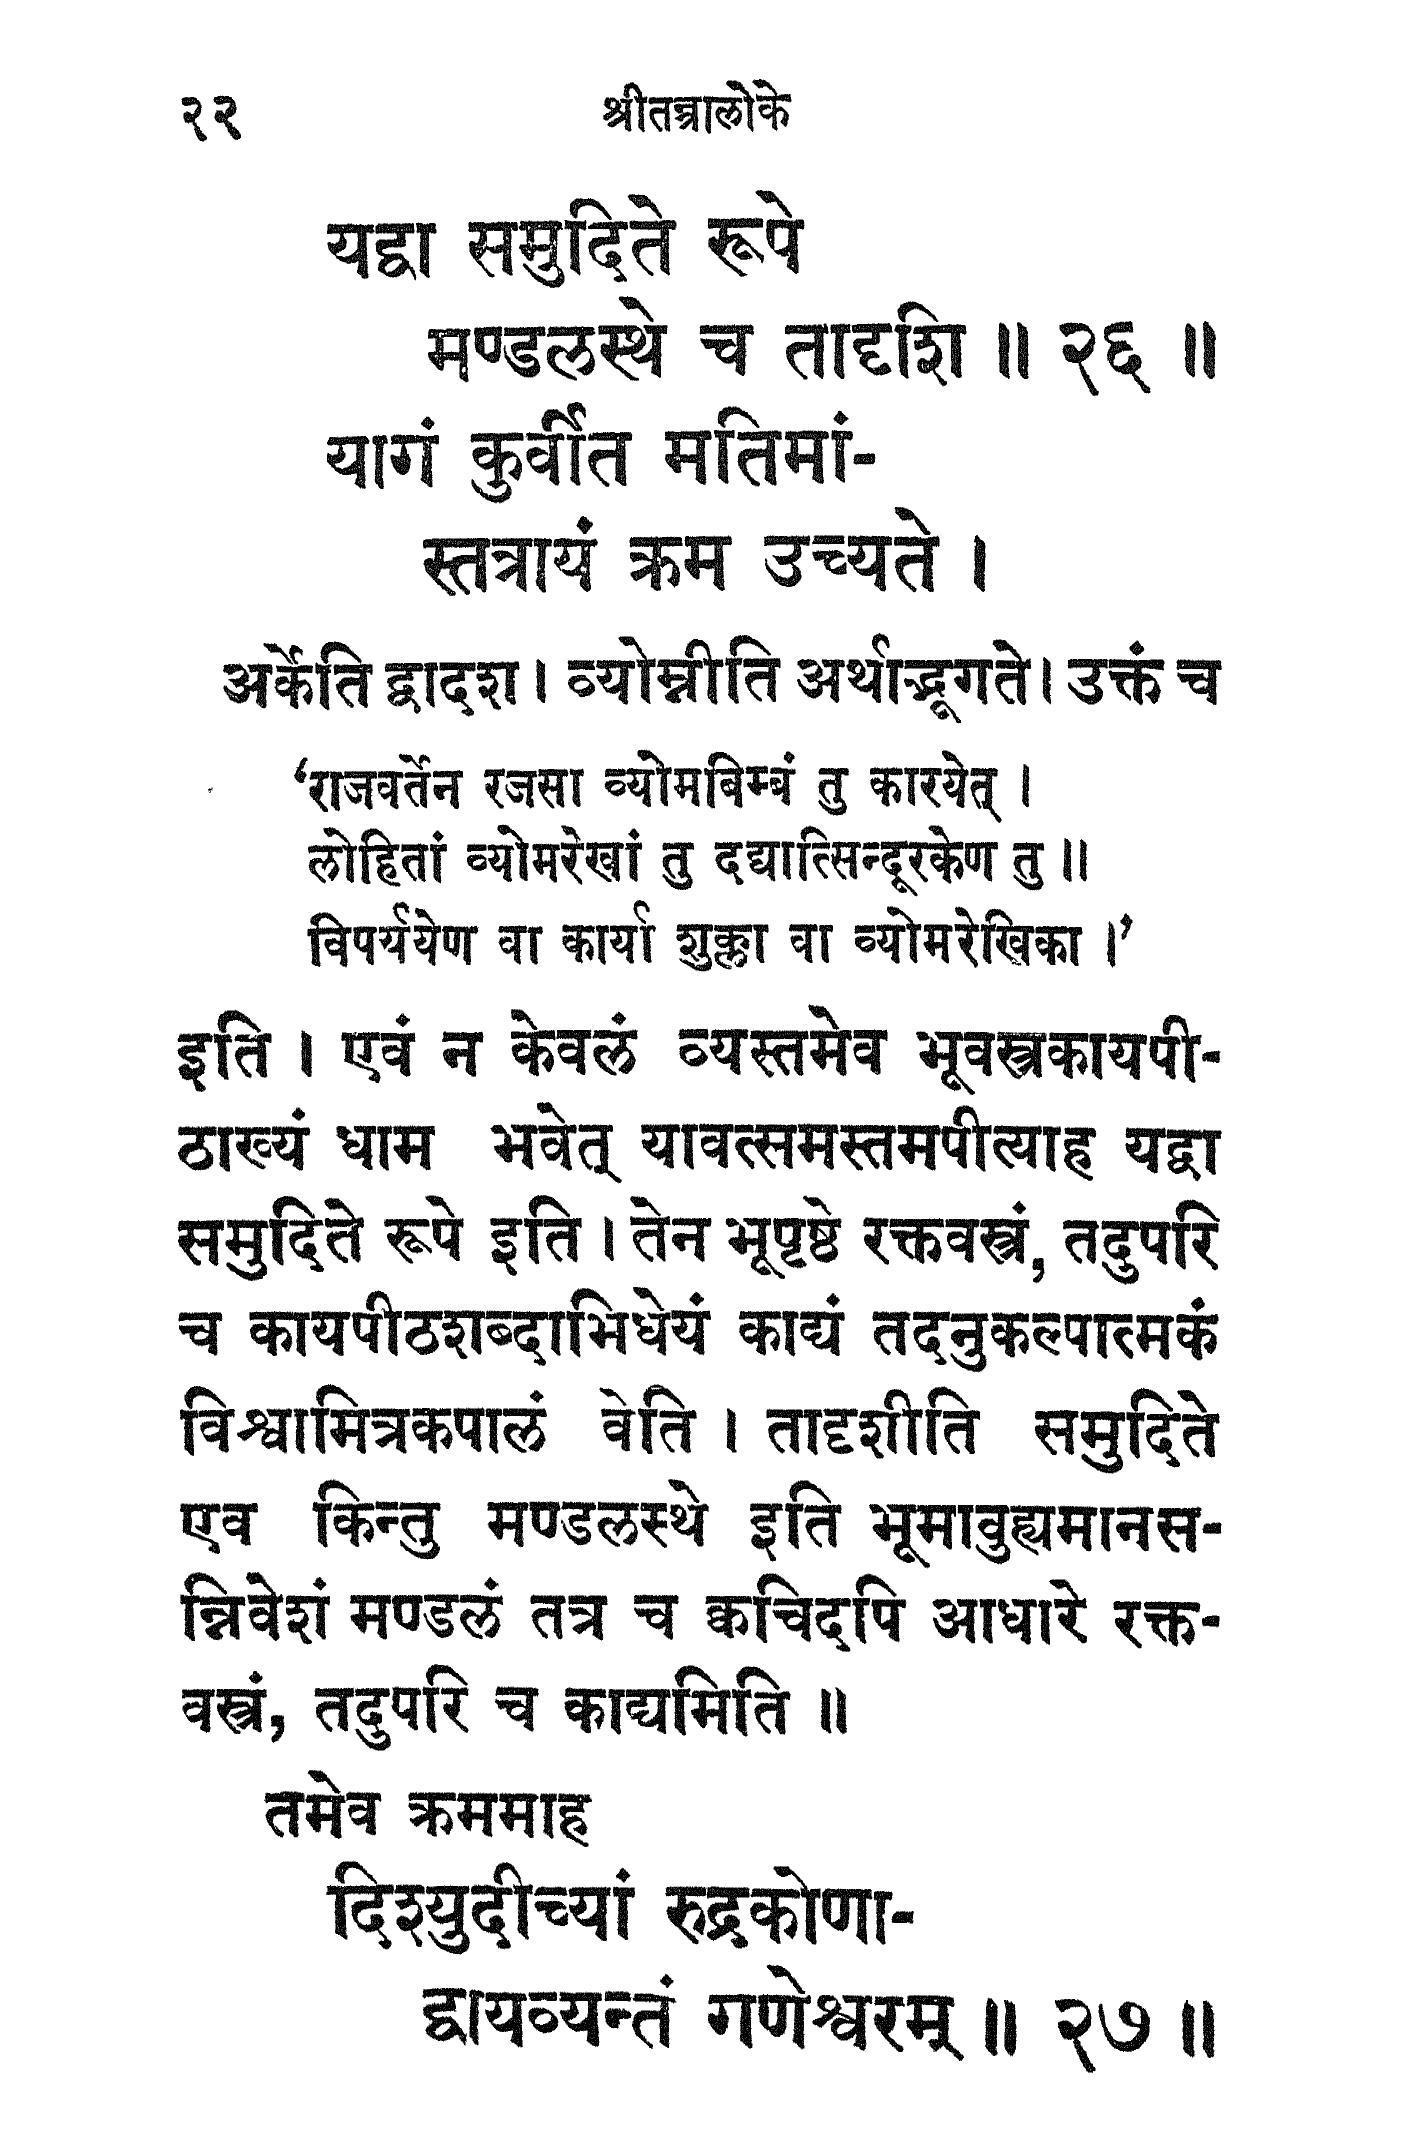 २२ श्रीतन्त्रालोके
यद्वा समुदिते रूपे
मण्डलस्थे च तादृशि ॥ २६ ॥
यागं कुर्वीत मतिमां-
स्तत्रायं क्रम उच्यते ।
अर्केति द्वादश । व्योम्नीति अर्थाद्भूगते । उक्तं च
‘राजवर्तेन रजसा व्योमबिम्बं तु कारयेत् ।
लोहितां व्योमरेखां तु दद्यात्सिन्दूरकेण तु ॥
विपर्ययेण वा कार्या शुक्ला वा व्योमरेखिका ।’
इति । एवं न केवलं व्यस्तमेव भूवस्त्रकायपी-
ठाख्यं धाम भवेत् यावत्समस्तमपीत्याह यद्वा
समुदिते रूपे इति । तेन भूपृष्ठे रक्तवस्त्रं, तदुपरि
च कायपीठशब्दाभिधेयं काद्यं तदनुकल्पात्मकं
विश्वामित्रकपालं वेति । तादृशीति समुदिते
एव किन्तु मण्डलस्थे इति भूमावुह्यमानस-
न्निवेशं मण्डलं तत्र च क्वचिदपि आधारे रक्त-
वस्त्रं, तदुपरि च काद्यमिति ॥
तमेव क्रममाह
दिश्युदीच्यां रुद्रकोणा-
द्वायव्यन्तं गणेश्वरम् ॥ २७ ॥